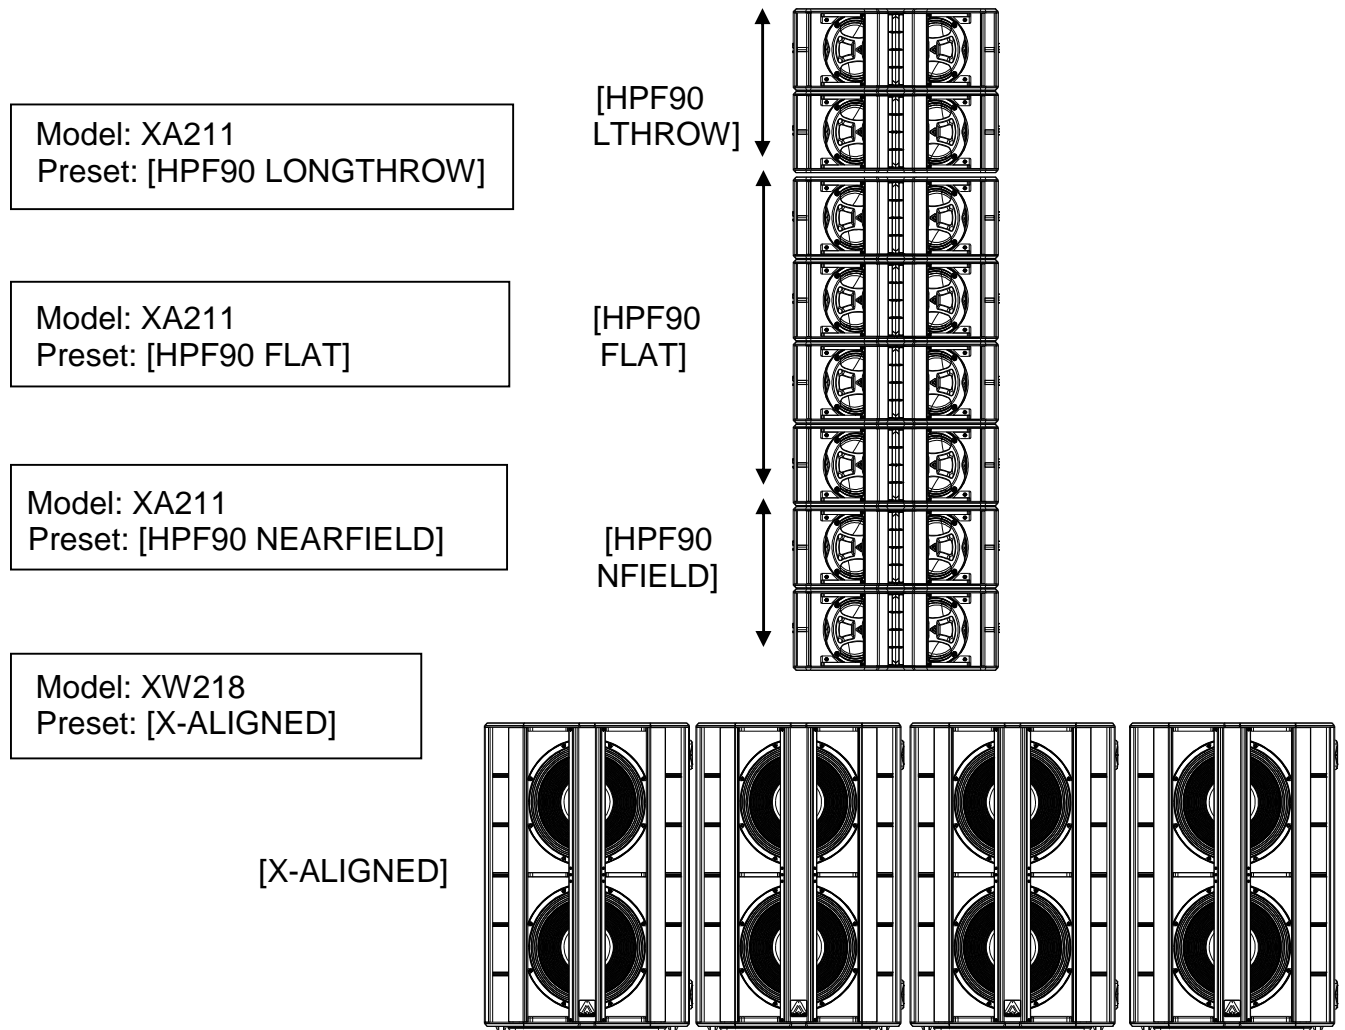 [HPF90
LTHROW]
Model: XA211
Preset: [HPF90 LONGTHROW]
Model: XA211
Preset: [HPF90 FLAT]
[HPF90
FLAT]
Model: XA211
Preset: [HPF90 NEARFIELD]
[HPF90
NFIELD]
Model: XW218
Preset: [X-ALIGNED]
[X-ALIGNED]